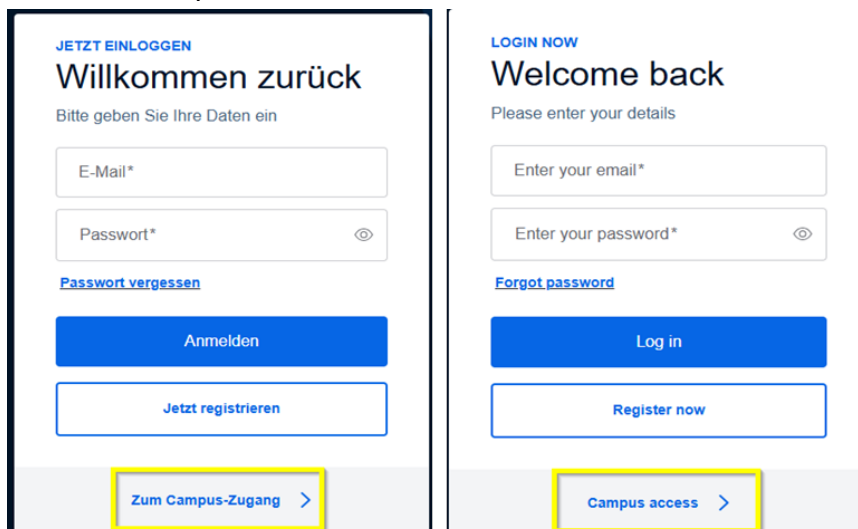 JETZT EINLOGGEN
Willkommen zurück
Bitte geben Sie Ihre Daten ein
E-Mail*
Passwort*
Passwort vergessen
Anmelden
Jetzt registrieren
Zum Campus-Zugang
LOGIN NOW
Welcome back
Please enter your details
Enter your email*
Enter your password*
Forgot password
Log in
Register now
Campus access